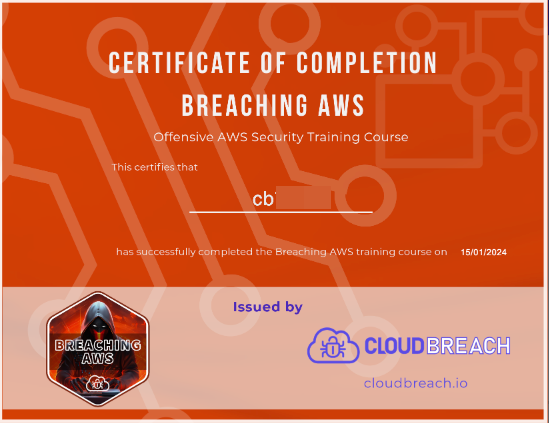 CERTIFICATE OF COMPLETION
BREACHING AWS
Offensive AWS Security Training Course
This certifies that
cb
has successfully completed the Breaching AWS training course on 15/01/2024
Issued by
BREACHING
AWS
CLOUDBREACH
cloudbreach.io